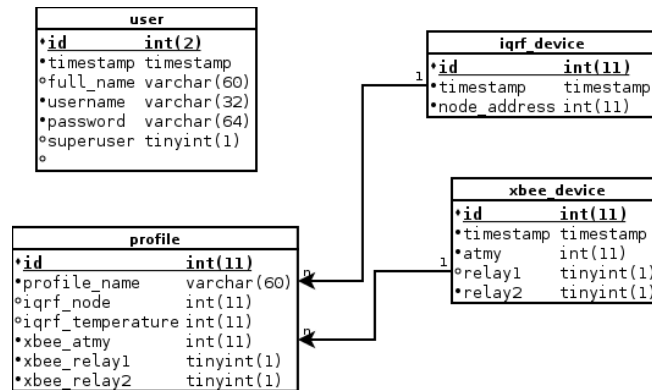 user
id int(2)
timestamp timestamp
full_name varchar(60)
username varchar(32)
password varchar(64)
superuser tinyint(1)
iqrf_device
id int(11)
timestamp timestamp
node_address int(11)
1
xbee_device
id int(11)
timestamp timestamp
atmy int(11)
relay1 tinyint(1)
relay2 tinyint(1)
1
profile
id int(11)
profile_name varchar(60)
iqrf_node int(11)
iqrf_temperature int(11)
xbee_atmy int(11)
xbee_relay1 tinyint(1)
xbee_relay2 tinyint(1)
n
n